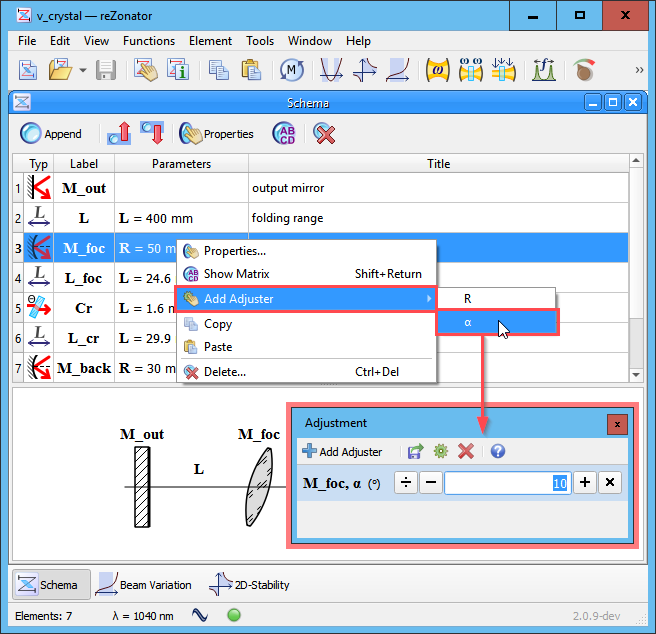 v_crystal — reZonator
File Edit View Functions Element Tools Window Help
Schema
Append Properties
Typ Label Parameters Title
1 M_out output mirror
2 L L = 400 mm folding range
3 M_foc R = 50 m
4 L_foc L = 24.6
5 Cr L = 1.6 m
6 L_cr L = 29.9
7 M_back R = 30 m
Properties...
Show Matrix Shift+Return
Add Adjuster
Copy
Paste
Delete... Ctrl+Del
R
α
M_out L M_foc
Adjustment x
Add Adjuster
M_foc, α (º) ÷ − 10 + ×
Schema Beam Variation 2D-Stability
Elements: 7 λ = 1040 nm 2.0.9-dev